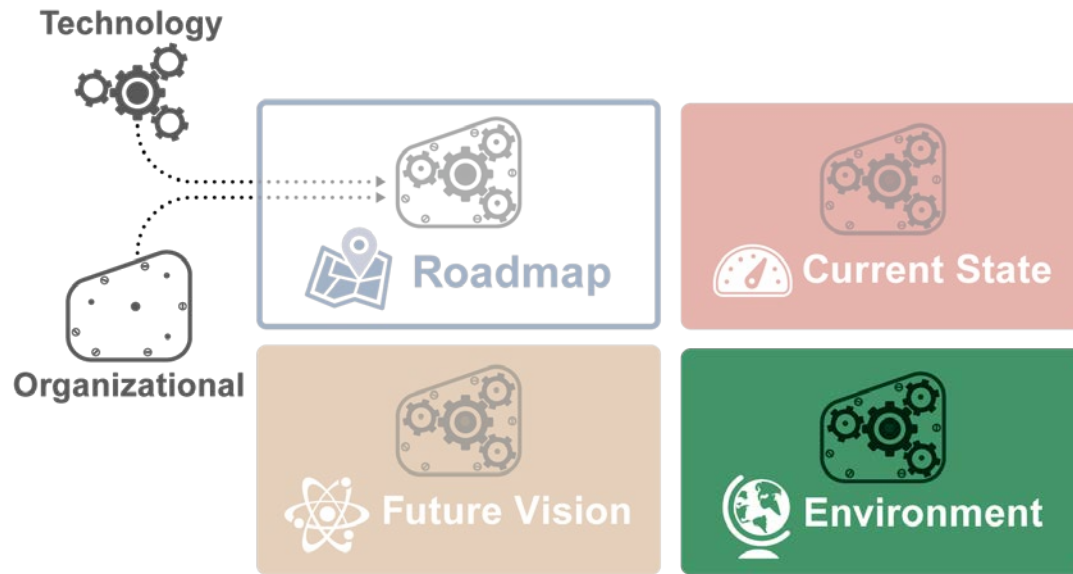 Technology
Roadmap
Current State
Organizational
Future Vision
Environment